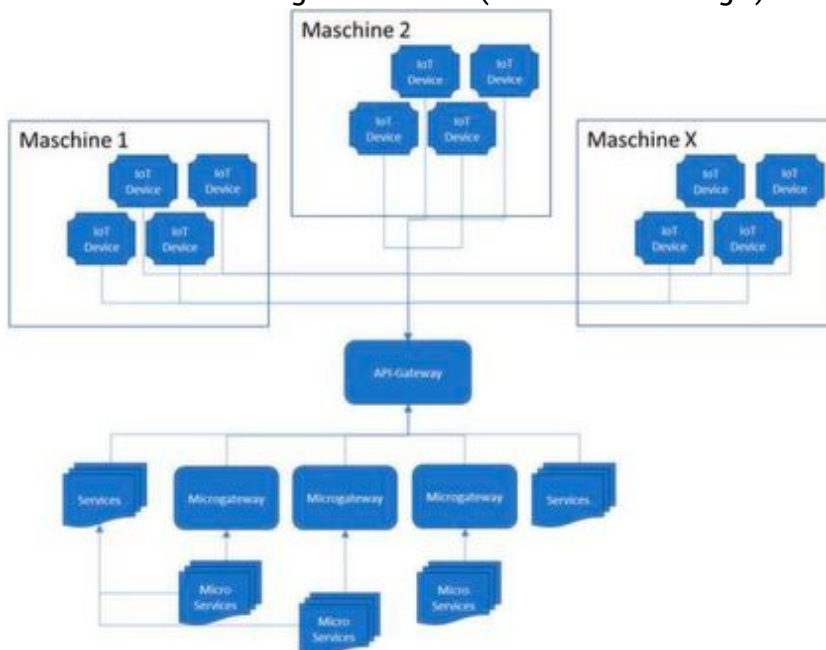 Maschine 2
IoT
Device
IoT
Device
IoT
Device
IoT
Device
Maschine 1
IoT
Device
IoT
Device
IoT
Device
IoT
Device
Maschine X
IoT
Device
IoT
Device
IoT
Device
IoT
Device
API-Gateway
Services
Microgateway
Microgateway
Microgateway
Services
Micro-
Services
Micro
Services
Micro
Services